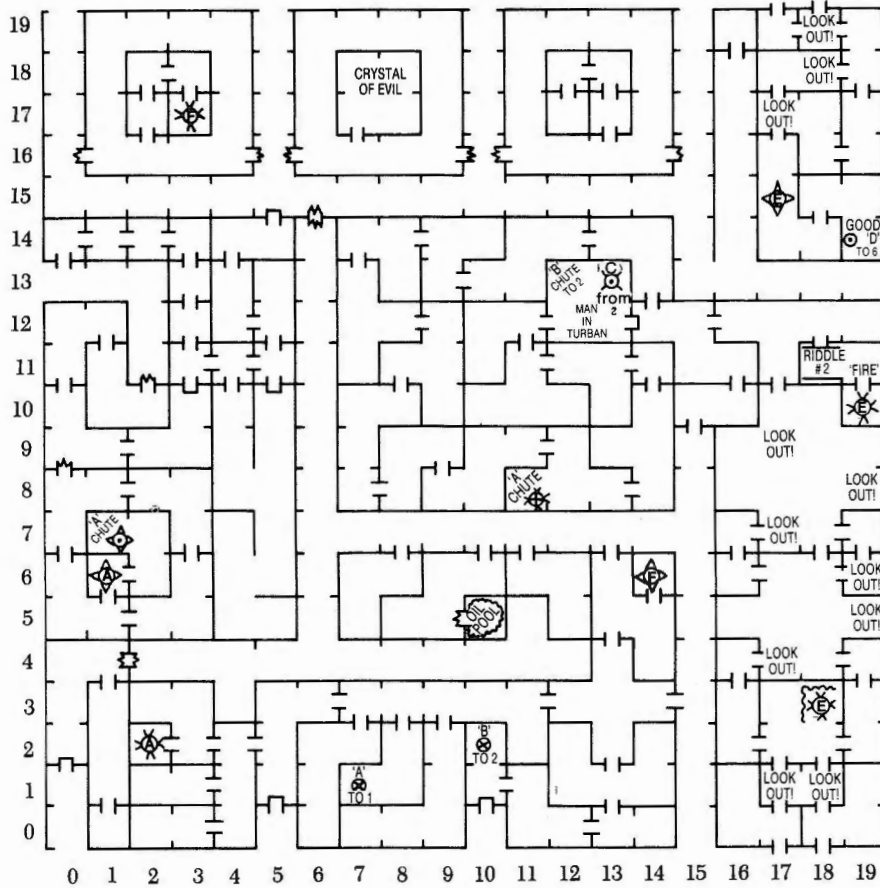 19
LOOK
OUT!
18
CRYSTAL
OF EVIL
LOOK
OUT!
17
F
LOOK
OUT!
16
15
E
14
GOOD
'D'
TO 6
13
'B'
CHUTE
TO 2
C
from
2
12
MAN
IN
TURBAN
11
RIDDLE
#2
'FIRE'
10
E
9
LOOK
OUT!
8
'A'
CHUTE
LOOK
OUT!
7
'A'
CHUTE
LOOK
OUT!
6
A
F
LOOK
OUT!
5
OIL
POOL
LOOK
OUT!
4
LOOK
OUT!
3
E
2
A
'B'
TO 2
1
'A'
TO 1
LOOK
OUT!
LOOK
OUT!
0
0 1 2 3 4 5 6 7 8 9 10 11 12 13 14 15 16 17 18 19